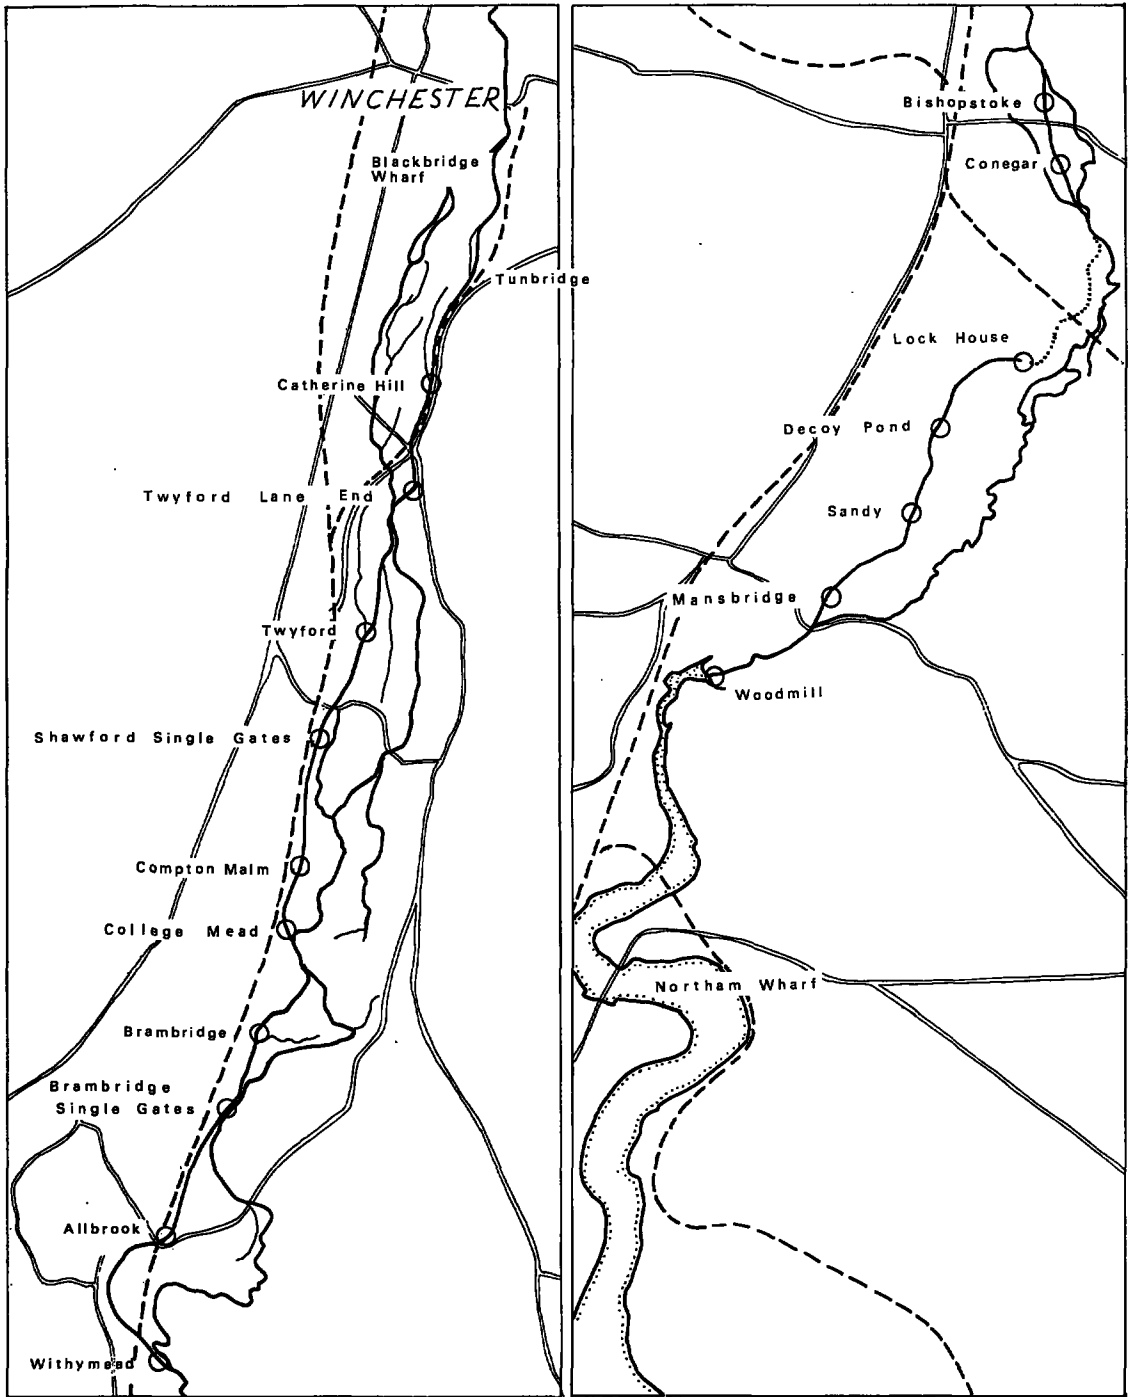 WINCHESTER
Blackbridge
Wharf
Tunbridge
Catherine Hill
Twyford Lane End
Twyford
Shawford Single Gates
Compton Malm
College Mead
Brambridge
Brambridge
Single Gates
Allbrook
Withymead
Bishopstoke
Conegar
Lock House
Decoy Pond
Sandy
Mansbridge
Woodmill
Northam Wharf